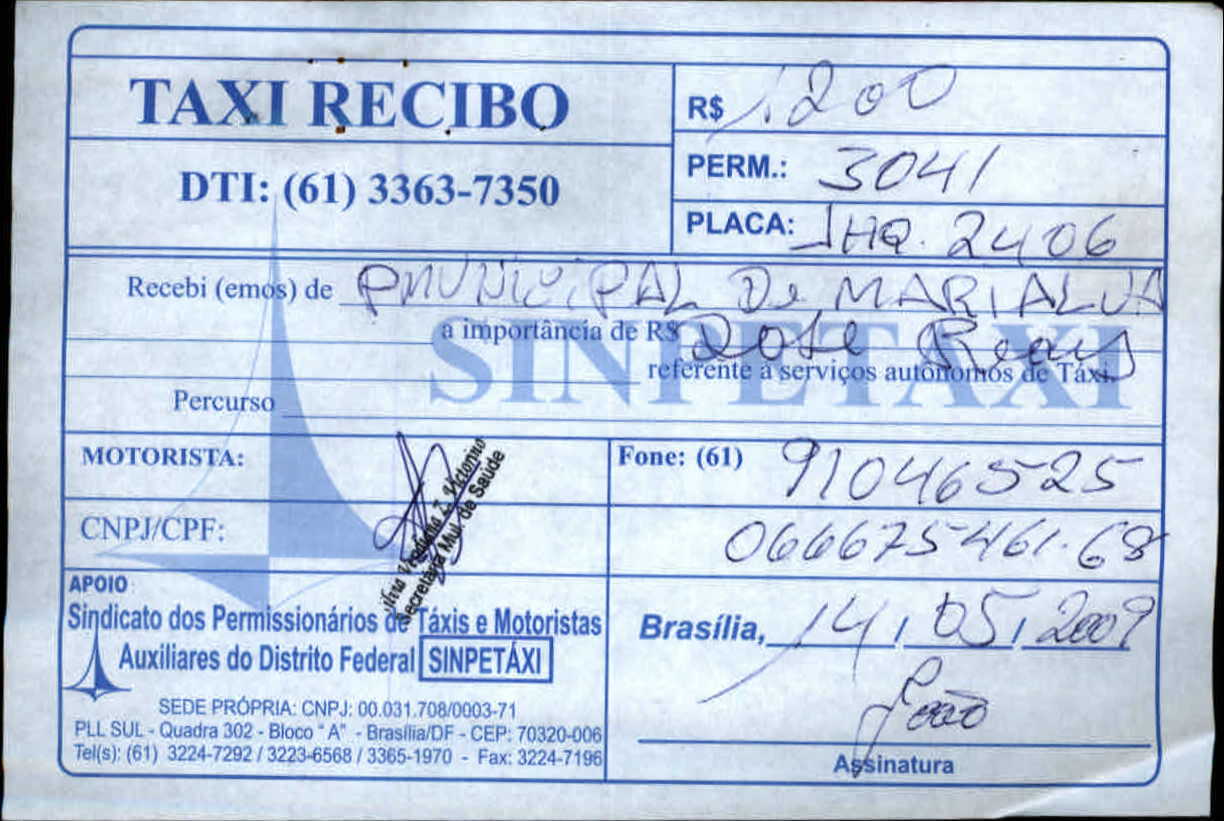 TAXI RECIBO
R$ 1200
DTI: (61) 3363-7350
PERM.: 3041
PLACA: JHQ. 2406
Recebi (emos) de PMUNICIPAL De MARIALVA
a importância de R$ Dose Reais
referente a serviços autônomos de Táxi.
SINPETAXI
Percurso
MOTORISTA:
Fone: (61) 91046525
CNPJ/CPF:
066675461.68
Secretária Mul. de Saúde
APOIO
Sindicato dos Permissionários de Táxis e Motoristas
Auxiliares do Distrito Federal SINPETÁXI
Brasília, 14, 05, 2009
SEDE PRÓPRIA: CNPJ: 00.031.708/0003-71
PLL SUL - Quadra 302 - Bloco "A" - Brasília/DF - CEP: 70320-006
Tel(s): (61) 3224-7292 / 3223-6568 / 3365-1970 - Fax: 3224-7196
João
Assinatura